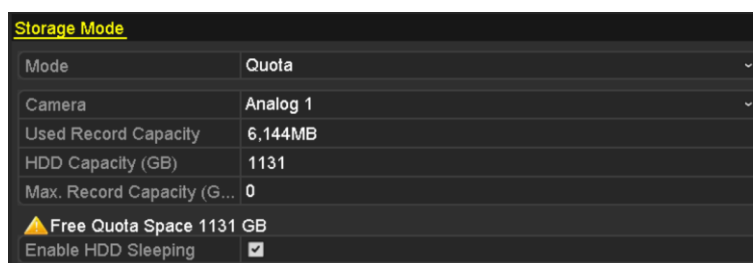 Storage Mode
Mode Quota
Camera Analog 1
Used Record Capacity 6,144MB
HDD Capacity (GB) 1131
Max. Record Capacity (G... 0
Free Quota Space 1131 GB
Enable HDD Sleeping